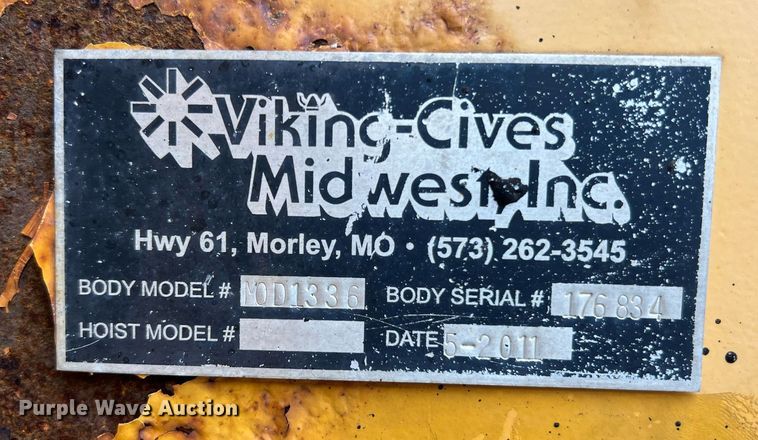 Viking-Cives
Midwest, Inc.
Hwy 61, Morley, MO • (573) 262-3545
BODY MODEL # MOD1336 BODY SERIAL # 176834
HOIST MODEL # DATE 5-2011
Purple Wave Auction